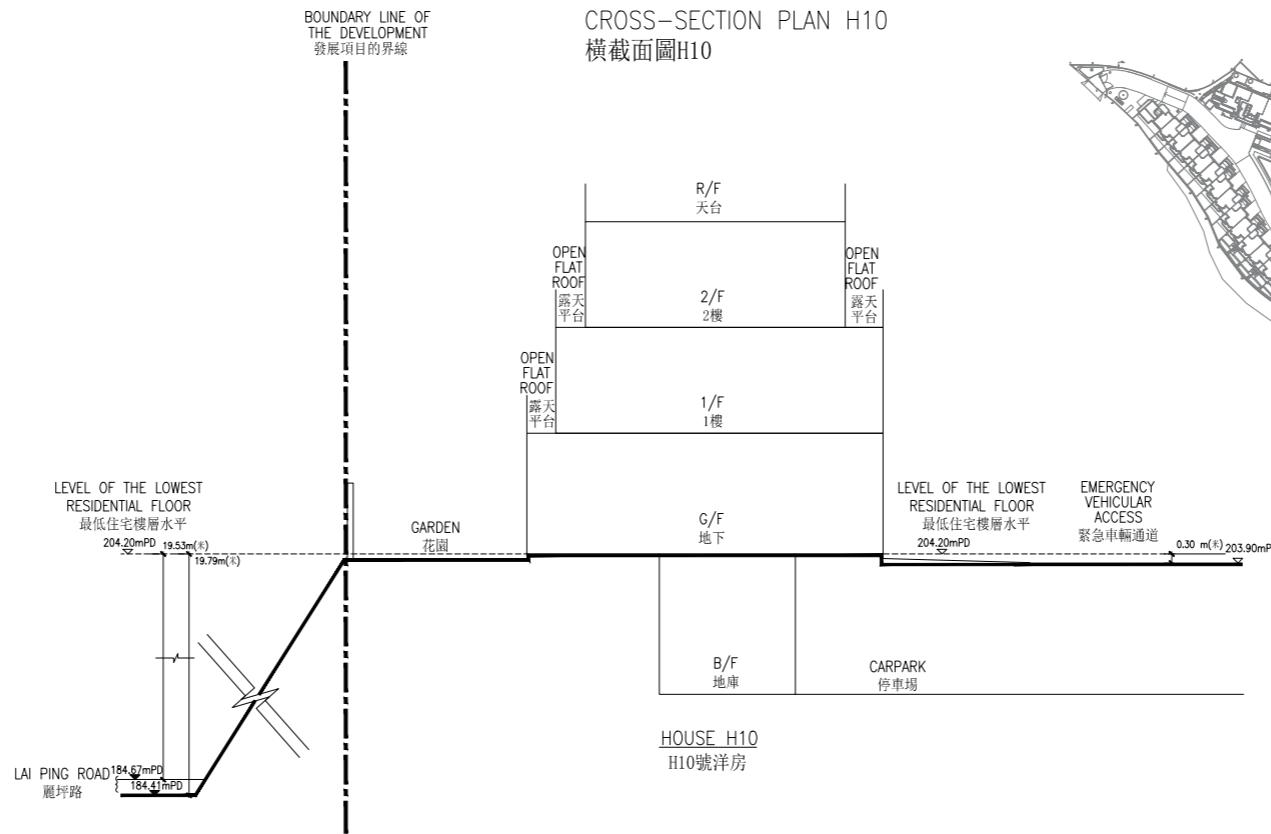 BOUNDARY LINE OF
THE DEVELOPMENT
發展項目的界線
CROSS-SECTION PLAN H10
橫截面圖H10
R/F
天台
OPEN
FLAT
ROOF
露天
平台
2/F
2樓
OPEN
FLAT
ROOF
露天
平台
OPEN
FLAT
ROOF
露天
平台
1/F
1樓
LEVEL OF THE LOWEST
RESIDENTIAL FLOOR
最低住宅樓層水平
204.20mPD
19.53m(米)
19.79m(米)
GARDEN
花園
G/F
地下
LEVEL OF THE LOWEST
RESIDENTIAL FLOOR
最低住宅樓層水平
204.20mPD
EMERGENCY
VEHICULAR
ACCESS
緊急車輛通道
0.30 m(米)
203.90mP
B/F
地庫
CARPARK
停車場
HOUSE H10
H10號洋房
LAI PING ROAD
麗坪路
184.67mPD
184.41mPD